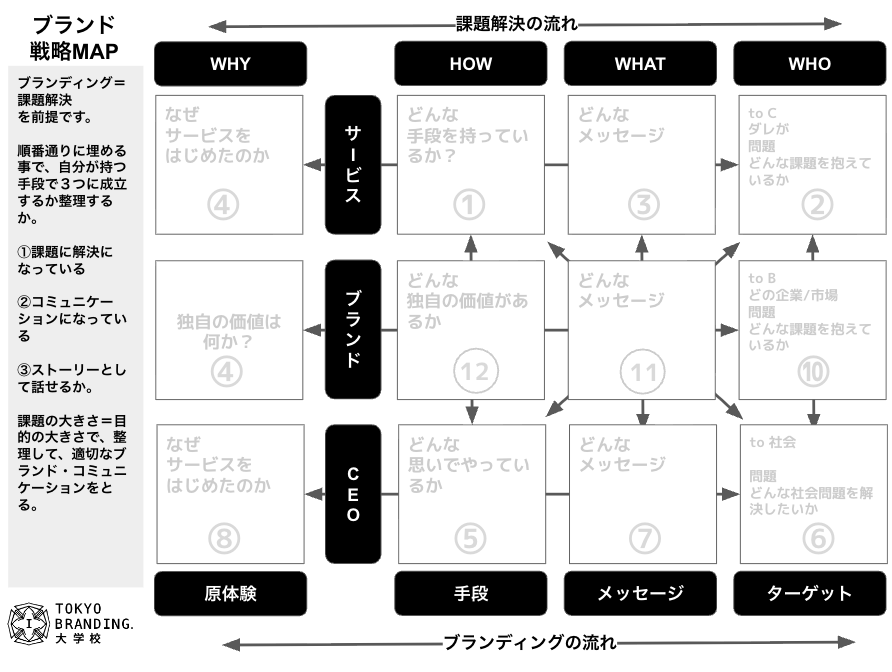 ブランド
戦略MAP
課題解決の流れ
WHY
HOW
WHAT
WHO
ブランディング＝
課題解決
を前提です。
順番通りに埋める
事で、自分が持つ
手段で３つに成立
するか整理する
か。
①課題に解決に
なっている
②コミュニケー
ションになってい
る
③ストーリーとし
て話せるか。
課題の大きさ＝目
的の大きさで、整
理して、適切なブ
ランド・コミュニ
ケーションをと
る。
なぜ
サービスを
はじめたのか
④
サービス
どんな
手段を持ってい
るか？
①
どんな
メッセージ
③
to C
ダレが
問題
どんな課題を抱えて
いるか
②
独自の価値は
何か？
④
ブランド
どんな
独自の価値があ
るか
⑫
どんな
メッセージ
⑪
to B
どの企業/市場
問題
どんな課題を抱えて
いるか
⑩
なぜ
サービスを
はじめたのか
⑧
CEO
どんな
思いでやってい
るか
⑤
どんな
メッセージ
⑦
to 社会
問題
どんな社会問題を解
決したいか
⑥
原体験
手段
メッセージ
ターゲット
I
TOKYO
BRANDING.
大学校
ブランディングの流れ